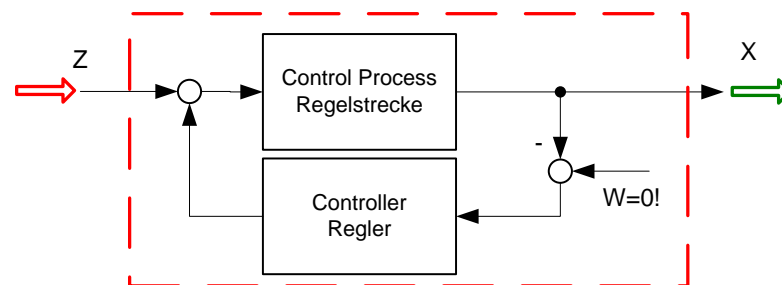 Z
X
Control Process
Regelstrecke
-
W=0!
Controller
Regler